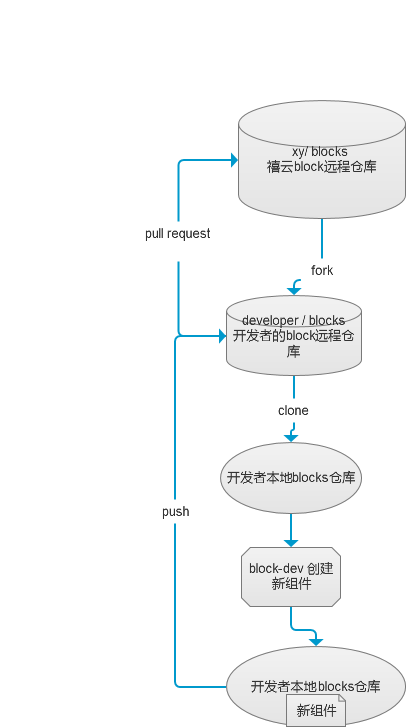 xy/ blocks
禧云block远程仓库
pull request
fork
developer / blocks
开发者的block远程仓
库
clone
开发者本地blocks仓库
push
block-dev 创建
新组件
开发者本地blocks仓库
新组件